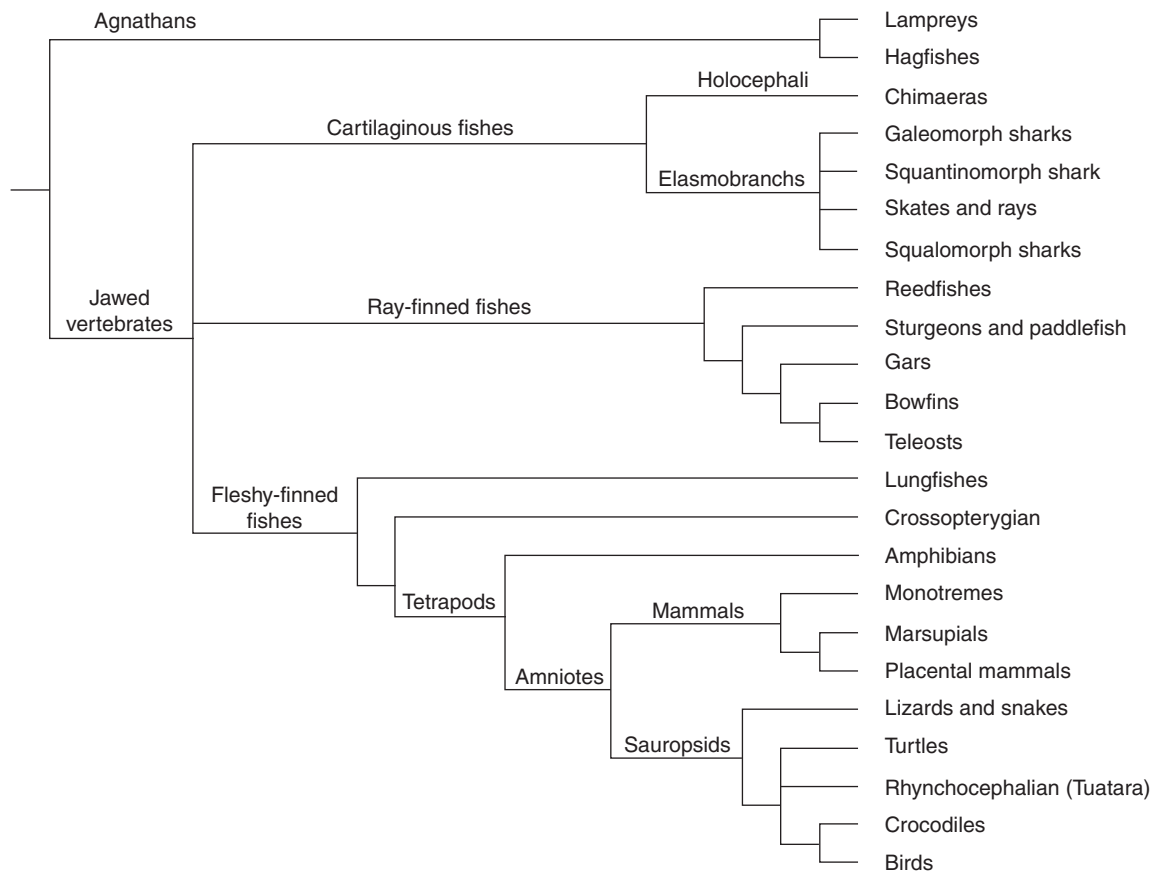 Agnathans
Lampreys
Hagfishes
Holocephali
Chimaeras
Cartilaginous fishes
Galeomorph sharks
Squantinomorph shark
Elasmobranchs
Skates and rays
Squalomorph sharks
Jawed
vertebrates
Ray-finned fishes
Reedfishes
Sturgeons and paddlefish
Gars
Bowfins
Teleosts
Fleshy-finned
fishes
Lungfishes
Crossopterygian
Amphibians
Tetrapods
Mammals
Monotremes
Marsupials
Placental mammals
Amniotes
Lizards and snakes
Sauropsids
Turtles
Rhynchocephalian (Tuatara)
Crocodiles
Birds